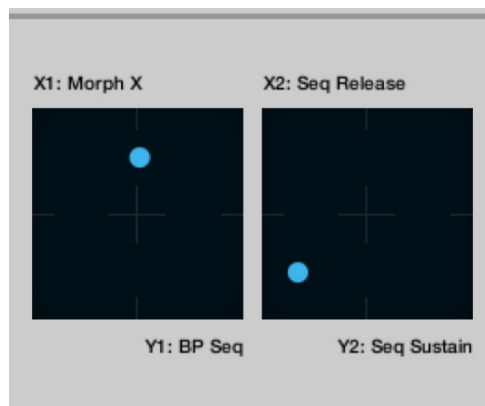 X1: Morph X
X2: Seq Release
Y1: BP Seq
Y2: Seq Sustain